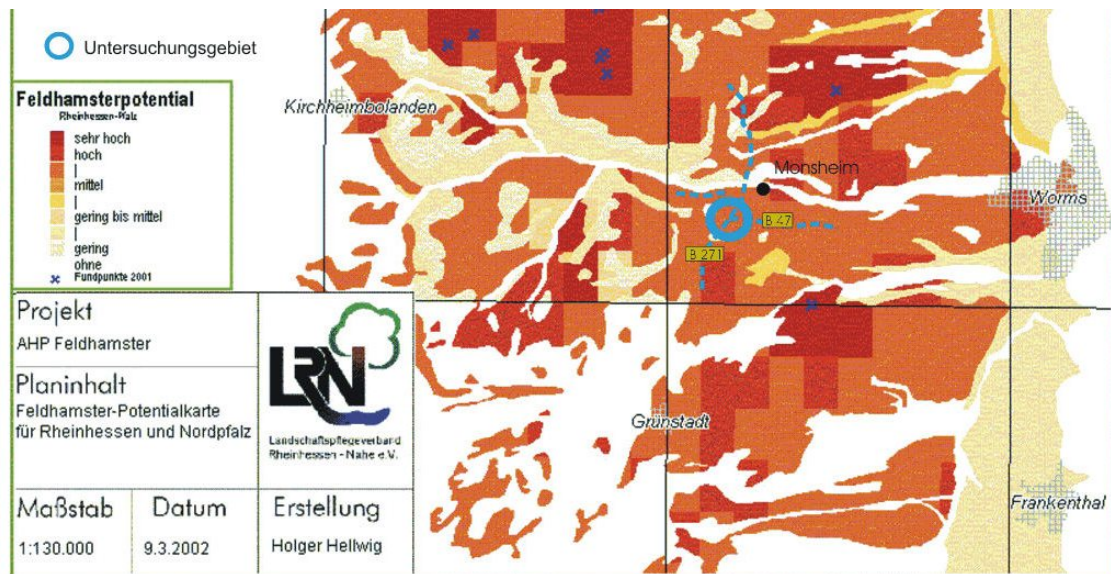 Untersuchungsgebiet
Feldhamsterpotential
Rheinhessen-Pfalz
sehr hoch
hoch
mittel
gering bis mittel
gering
ohne
Fundpunkte 2001
Kirchheimbolanden
Monsheim
Worms
B 47
B 271
Grünstadt
Frankenthal
Projekt
AHP Feldhamster
Planinhalt
Feldhamster-Potentialkarte
für Rheinhessen und Nordpfalz
LRN
Landschaftspflegeverband
Rheinhessen - Nahe e.V.
Maßstab
1:130.000
Datum
9.3.2002
Erstellung
Holger Hellwig